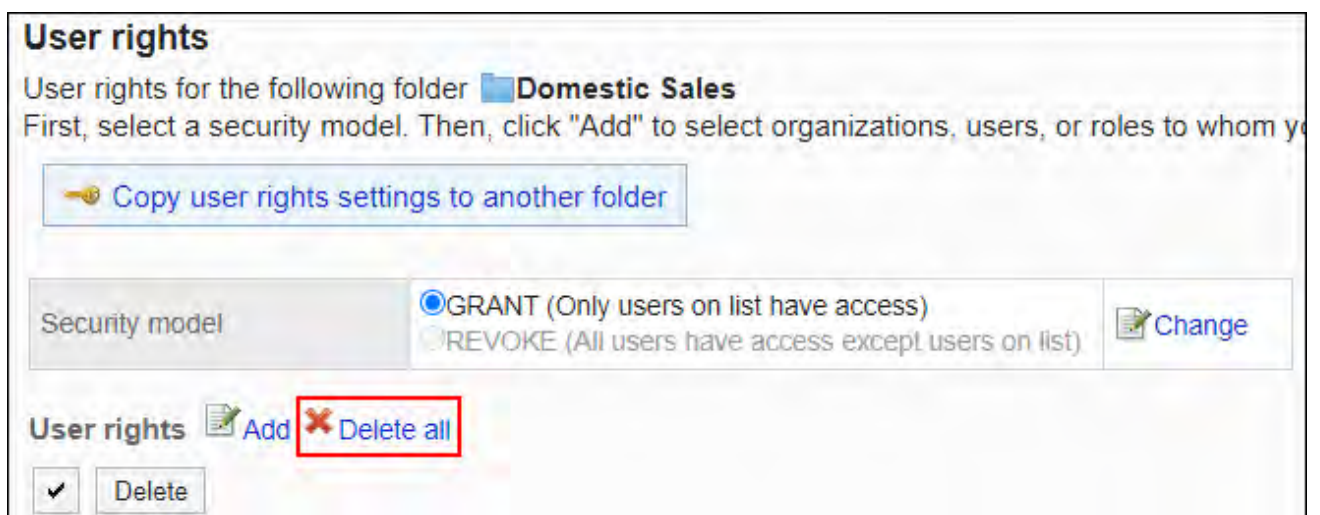 User rights
User rights for the following folder Domestic Sales
First, select a security model. Then, click "Add" to select organizations, users, or roles to whom
Copy user rights settings to another folder
Security model
GRANT (Only users on list have access)
REVOKE (All users have access except users on list)
Change
User rights Add Delete all
Delete